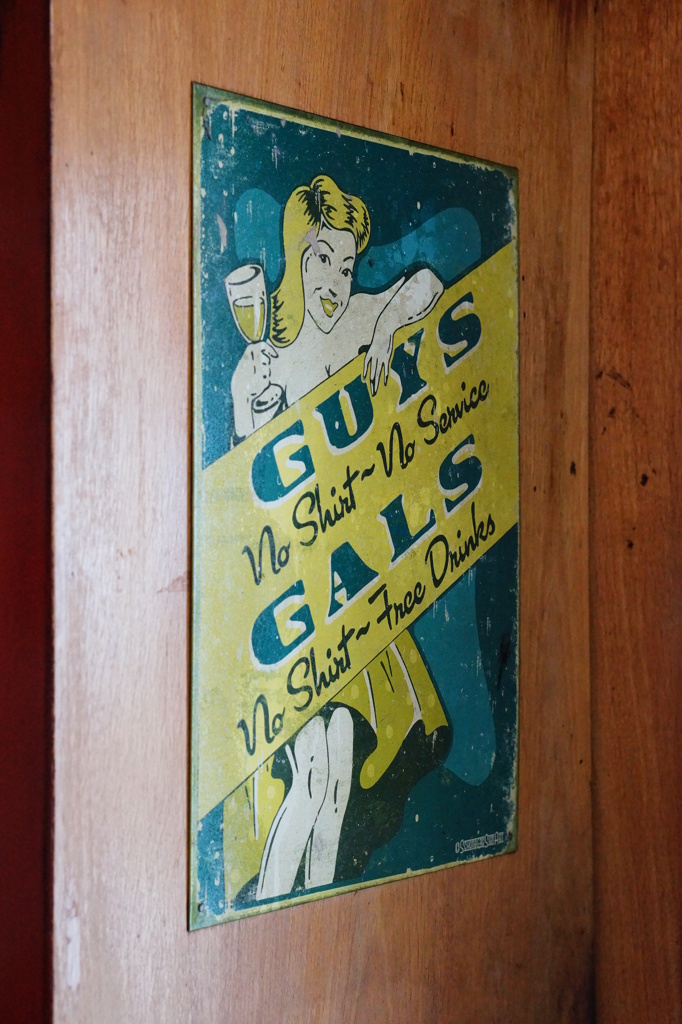 GUYS
No Shirt ~ No Service
GALS
No Shirt ~ Free Drinks